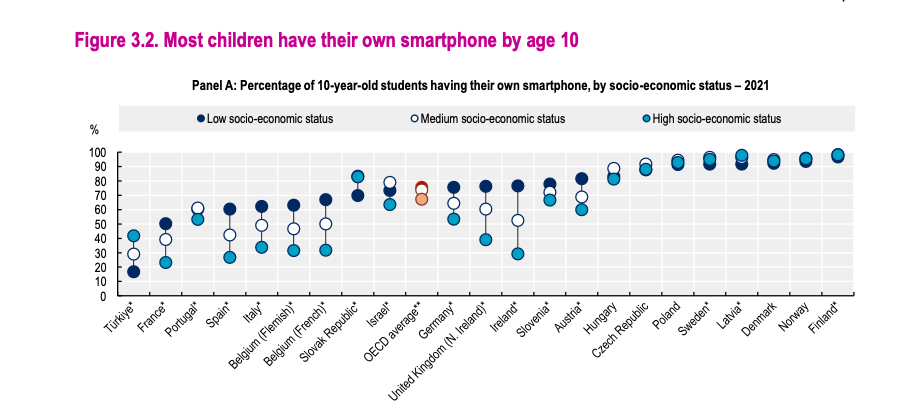 Figure 3.2. Most children have their own smartphone by age 10
Panel A: Percentage of 10-year-old students having their own smartphone, by socio-economic status – 2021
Low socio-economic status
Medium socio-economic status
High socio-economic status
%
100
90
80
70
60
50
40
30
20
10
0
Türkiye*
France*
Portugal*
Spain*
Italy*
Belgium (Flemish)*
Belgium (French)*
Slovak Republic*
Israel*
OECD average**
Germany*
United Kingdom (N. Ireland)*
Ireland*
Slovenia*
Austria*
Hungary
Czech Republic
Poland
Sweden*
Latvia*
Denmark
Norway
Finland*